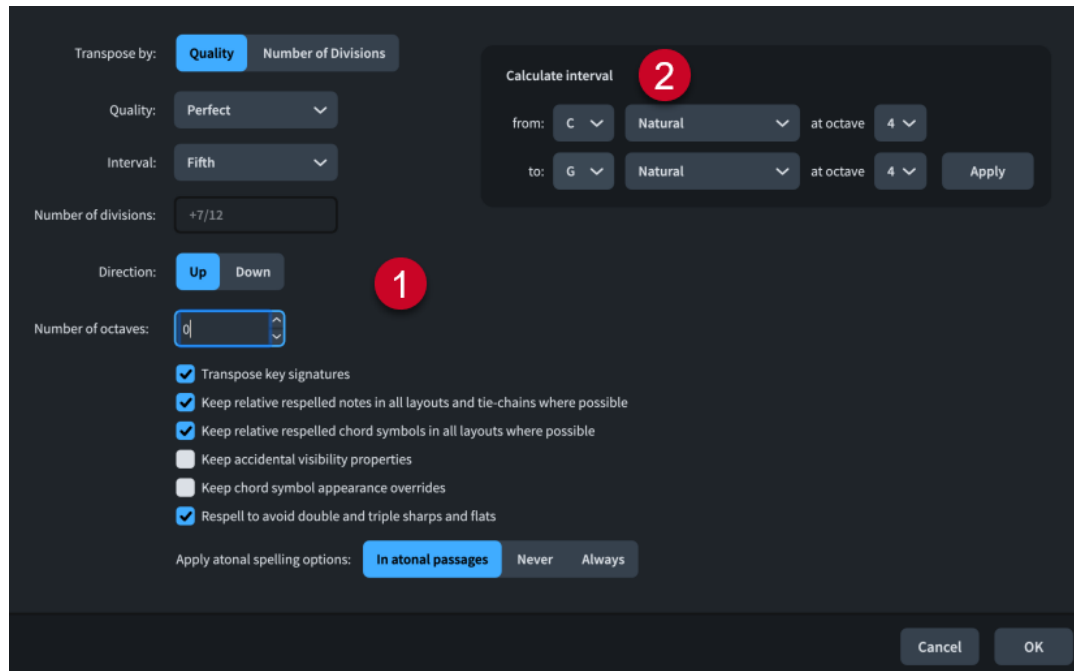 Transpose by: Quality Number of Divisions
Quality: Perfect
Interval: Fifth
Number of divisions: +7/12
Direction: Up Down
1
Number of octaves: 0
Transpose key signatures
Keep relative respelled notes in all layouts and tie-chains where possible
Keep relative respelled chord symbols in all layouts where possible
Keep accidental visibility properties
Keep chord symbol appearance overrides
Respell to avoid double and triple sharps and flats
Apply atonal spelling options: In atonal passages Never Always
Calculate interval 2
from: C Natural at octave 4
to: G Natural at octave 4 Apply
Cancel OK